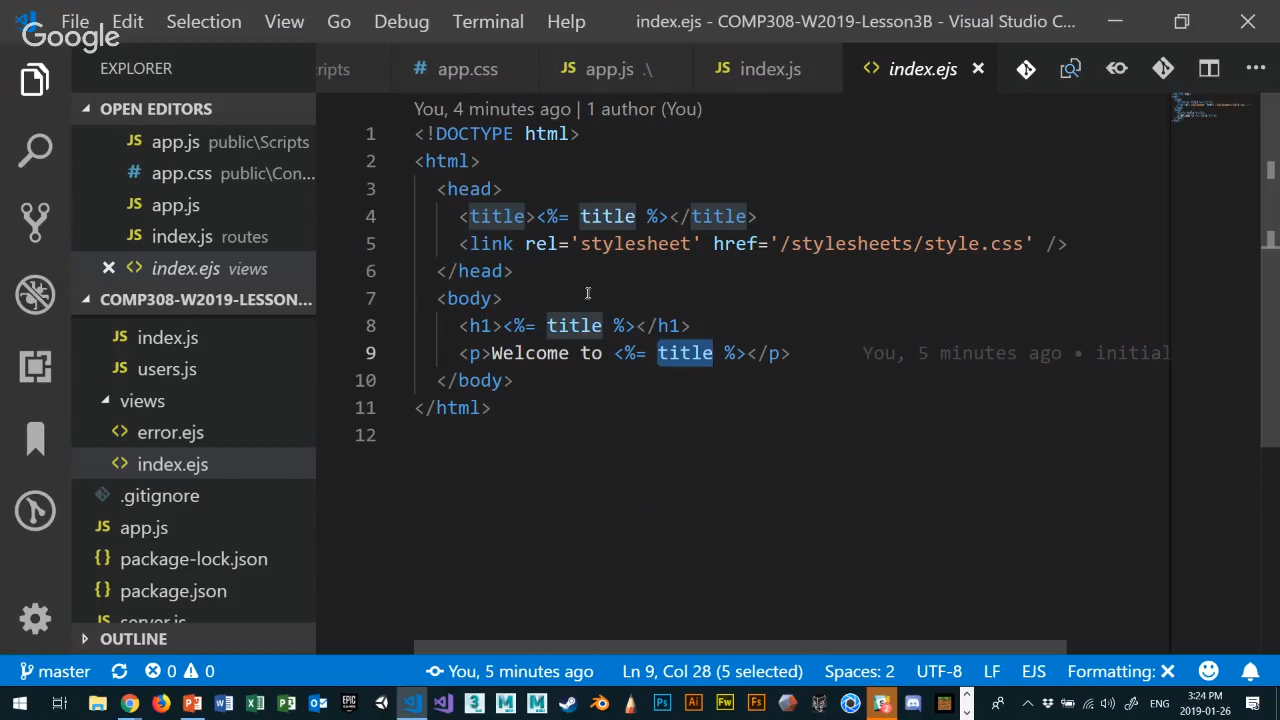 File Edit Selection View Go Debug Terminal Help index.ejs - COMP308-W2019-Lesson3B - Visual Studio C...
Google
EXPLORER
cripts # app.css JS app.js .\ JS index.js <> index.ejs
OPEN EDITORS
JS app.js public\Scripts
# app.css public\Con...
JS app.js
JS index.js routes
<> index.ejs views
COMP308-W2019-LESSON...
JS index.js
JS users.js
views
<> error.ejs
<> index.ejs
.gitignore
JS app.js
{} package-lock.json
{} package.json
JS server.js
OUTLINE
You, 4 minutes ago | 1 author (You)
1 <!DOCTYPE html>
2 <html>
3 <head>
4 <title><%= title %></title>
5 <link rel='stylesheet' href='/stylesheets/style.css' />
6 </head>
7 <body>
8 <h1><%= title %></h1>
9 <p>Welcome to <%= title %></p> You, 5 minutes ago • initial
10 </body>
11 </html>
12
master 0 0 You, 5 minutes ago Ln 9, Col 28 (5 selected) Spaces: 2 UTF-8 LF EJS Formatting: ×
ENG 3:24 PM
2019-01-26